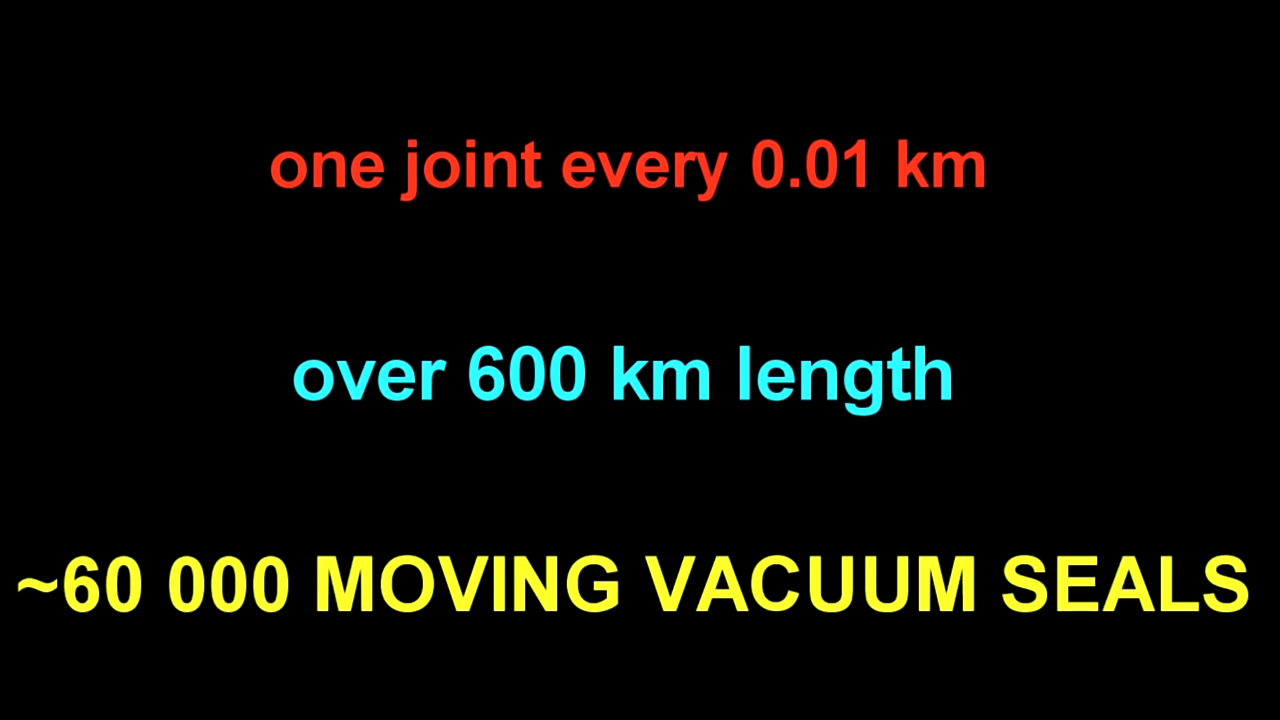 one joint every 0.01 km
over 600 km length
~60 000 MOVING VACUUM SEALS